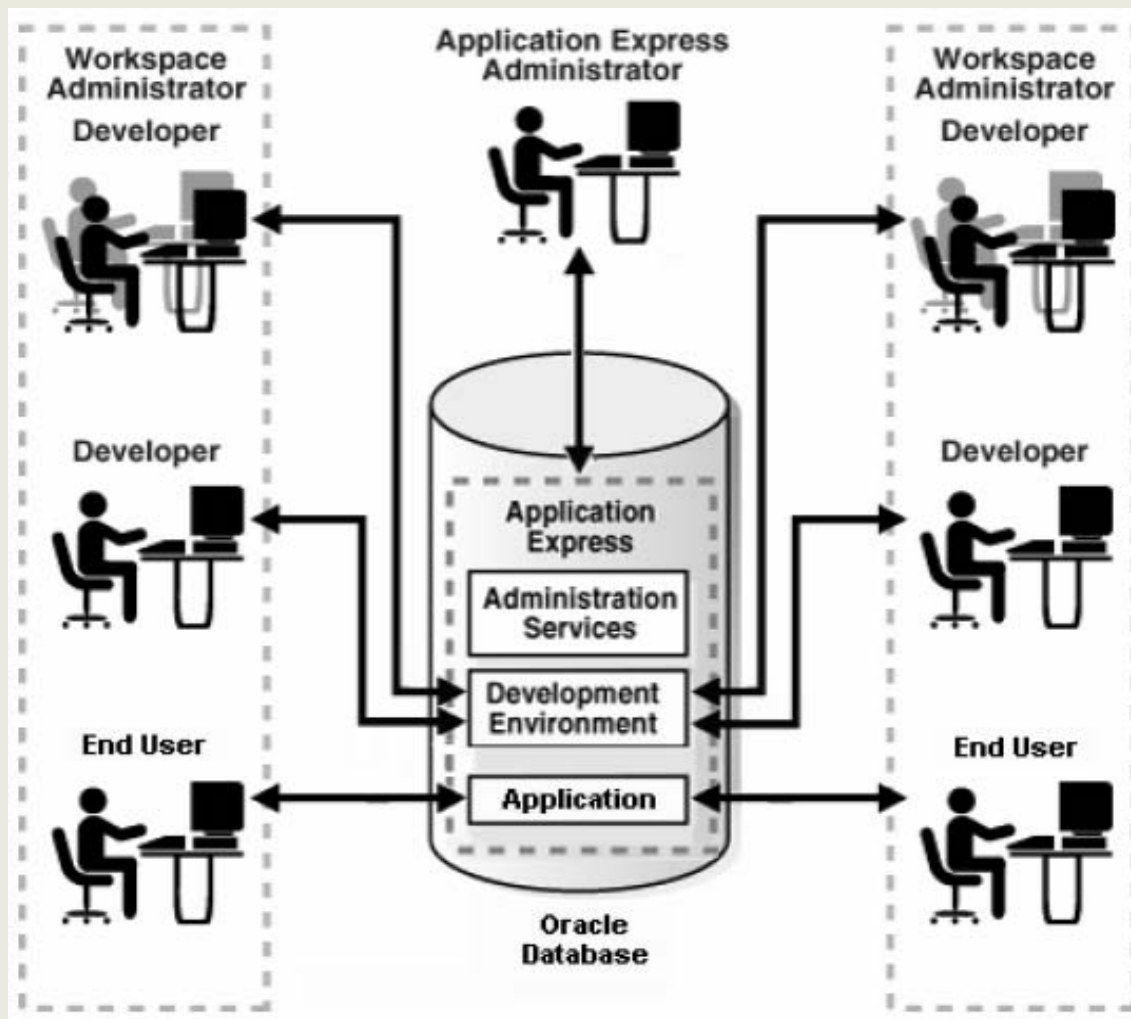 Workspace
Administrator
Developer
Developer
End User
Application Express
Administrator
Application
Express
Administration
Services
Development
Environment
Application
Oracle
Database
Workspace
Administrator
Developer
Developer
End User